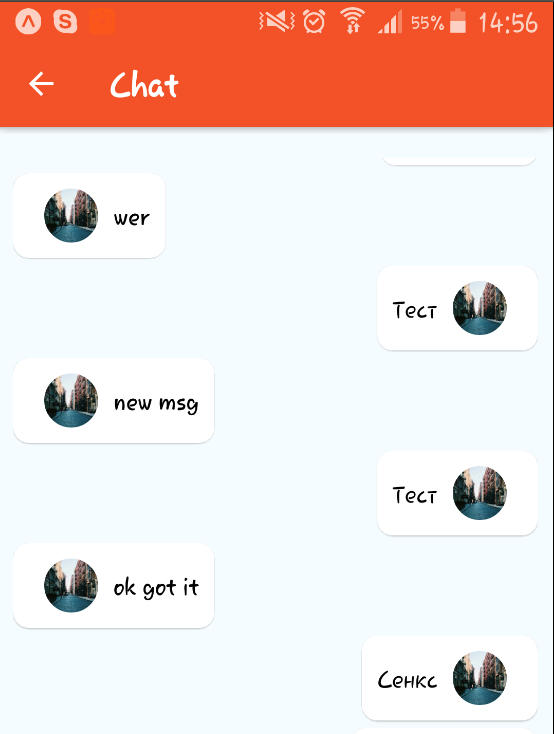 55% 14:56
Chat
wer
Тест
new msg
Тест
ok got it
Сенкс